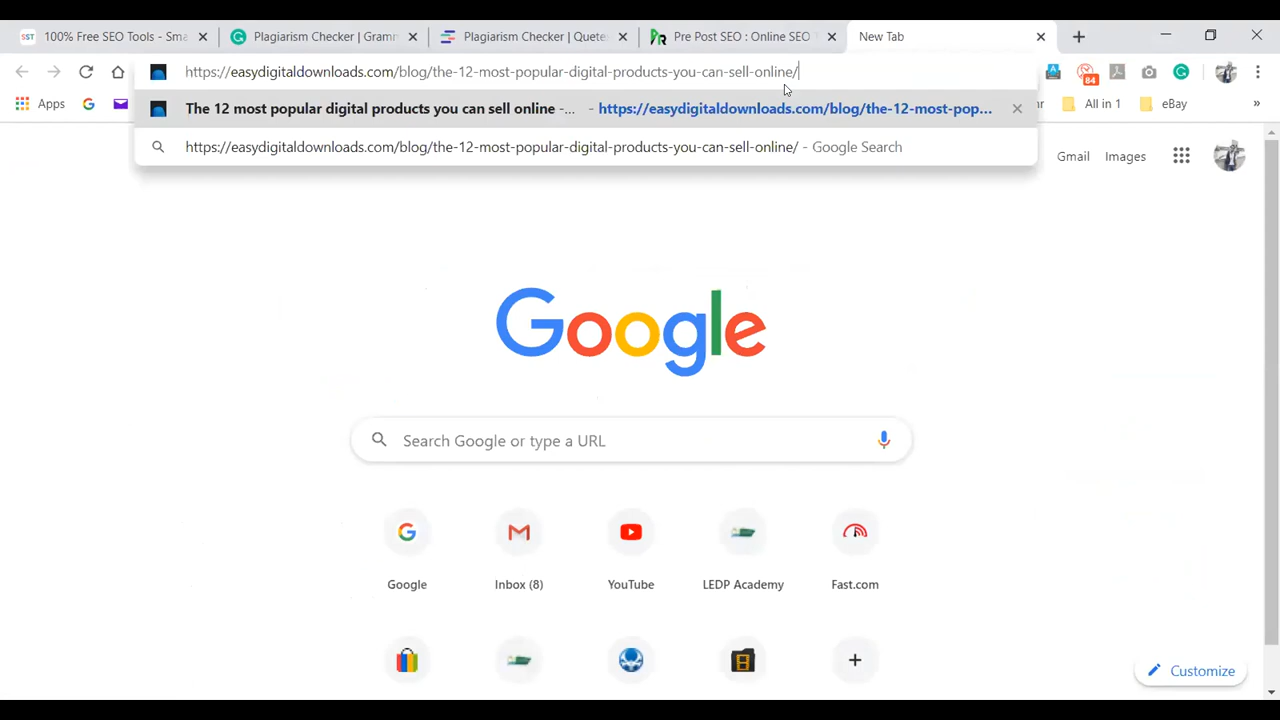 SST 100% Free SEO Tools - Sma Plagiarism Checker | Gramm Plagiarism Checker | Quete Pre Post SEO : Online SEO T New Tab
https://easydigitaldownloads.com/blog/the-12-most-popular-digital-products-you-can-sell-online/ 84
The 12 most popular digital products you can sell online -... - https://easydigitaldownloads.com/blog/the-12-most-pop...
https://easydigitaldownloads.com/blog/the-12-most-popular-digital-products-you-can-sell-online/ - Google Search
Apps All in 1 eBay »
Gmail Images
Google
Search Google or type a URL
Google Inbox (8) YouTube LEDP Academy Fast.com
Customize